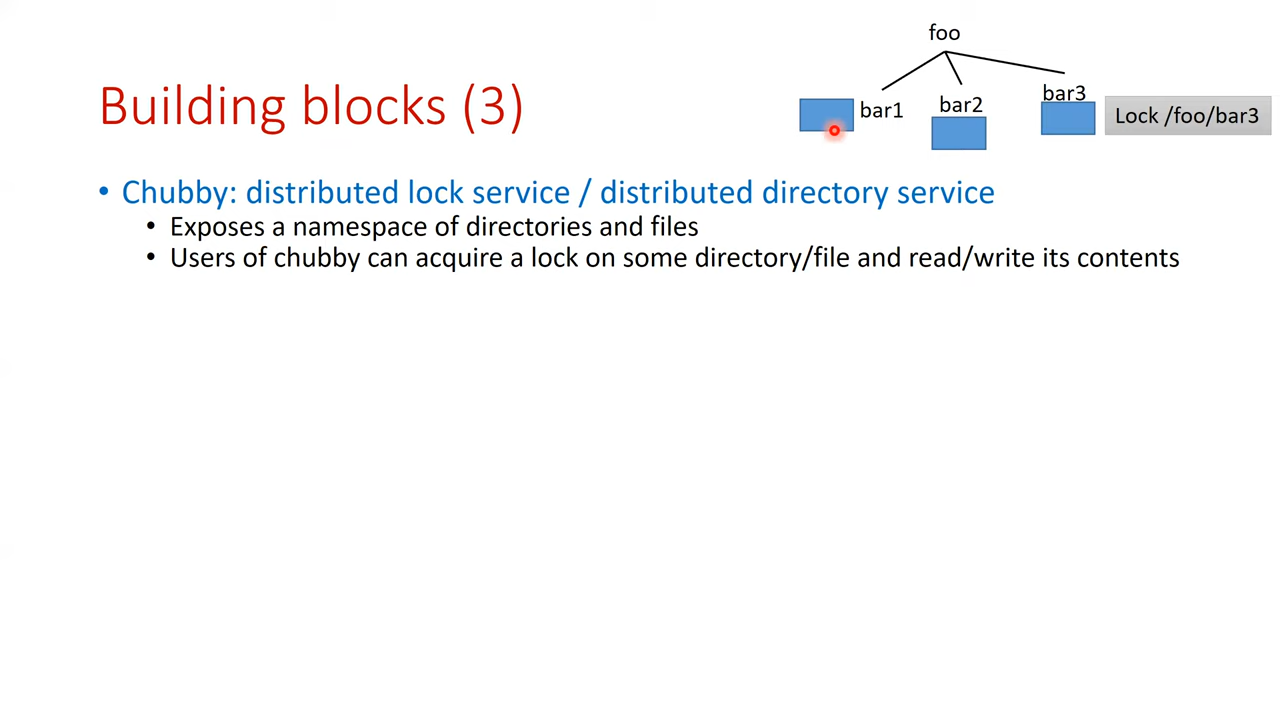 foo
Building blocks (3)
bar1
bar2
bar3
Lock /foo/bar3
• Chubby: distributed lock service / distributed directory service
• Exposes a namespace of directories and files
• Users of chubby can acquire a lock on some directory/file and read/write its contents